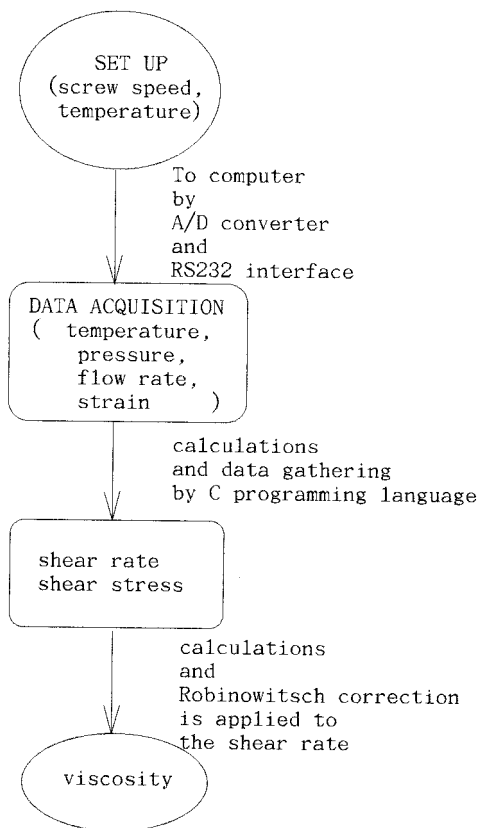 SET UP
(screw speed,
temperature)
To computer
by
A/D converter
and
RS232 interface
DATA ACQUISITION
( temperature,
pressure,
flow rate,
strain )
calculations
and data gathering
by C programming language
shear rate
shear stress
calculations
and
Robinowitsch correction
is applied to
the shear rate
viscosity